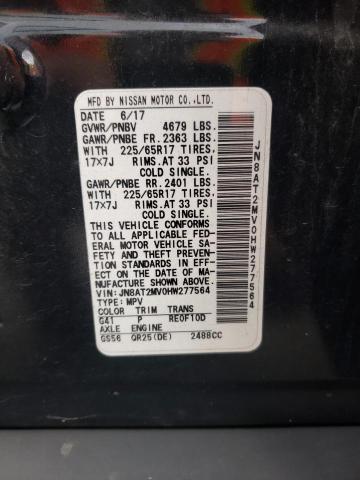 MFD BY NISSAN MOTOR CO.,LTD.
DATE 6/17
GVWR/PNBV 4679 LBS.
GAWR/PNBE FR. 2363 LBS.
WITH 225/65R17 TIRES,
17×7J RIMS.AT 33 PSI
COLD SINGLE.
GAWR/PNBE RR. 2401 LBS.
WITH 225/65R17 TIRES,
17×7J RIMS.AT 33 PSI
COLD SINGLE.
THIS VEHICLE CONFORMS
TO ALL APPLICABLE FED-
ERAL MOTOR VEHICLE SA-
FETY AND THEFT PREVEN-
TION STANDARDS IN EFF-
ECT ON THE DATE OF MA-
NUFACTURE SHOWN ABOVE.
VIN: JN8AT2MV0HW277564
TYPE: MPV
COLOR TRIM TRANS
G41 P RE0F10D
AXLE ENGINE
GS56 QR25(DE) 2488CC
JN8AT2MV0HW277564